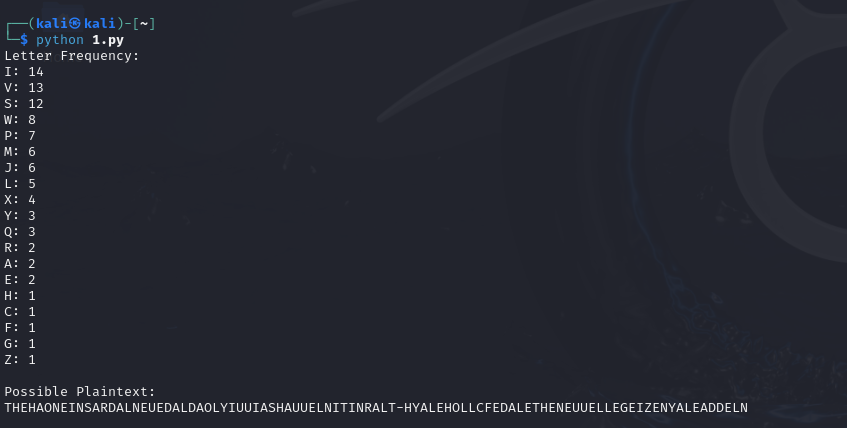 ┌──(kali㉿kali)-[~]
└─$ python 1.py
Letter Frequency:
I: 14
V: 13
S: 12
W: 8
P: 7
M: 6
J: 6
L: 5
X: 4
Y: 3
Q: 3
R: 2
A: 2
E: 2
H: 1
C: 1
F: 1
G: 1
Z: 1
Possible Plaintext:
THEHAONEINSARDALNEUEDALDAOLYIUUIASHAUUELNITINRALT-HYALEHOLLCFEDALETHENEUUELLEGEIZENYALEADDELN